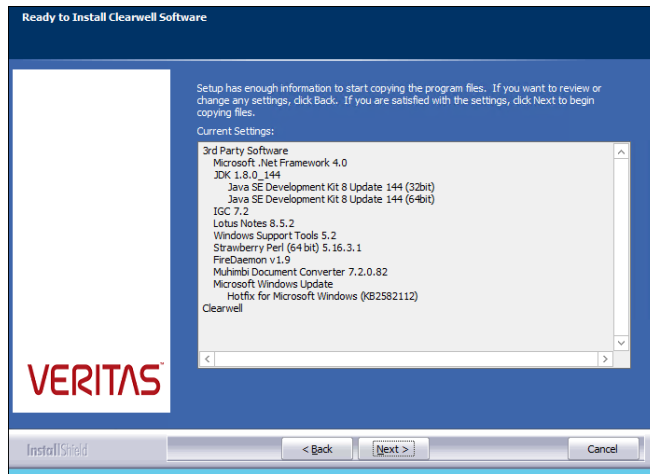 Ready to Install Clearwell Software
Setup has enough information to start copying the program files. If you want to review or
change any settings, click Back. If you are satisfied with the settings, click Next to begin
copying files.
Current Settings:
3rd Party Software
Microsoft .Net Framework 4.0
JDK 1.8.0_144
Java SE Development Kit 8 Update 144 (32bit)
Java SE Development Kit 8 Update 144 (64bit)
IGC 7.2
Lotus Notes 8.5.2
Windows Support Tools 5.2
Strawberry Perl (64 bit) 5.16.3.1
FireDaemon v1.9
Muhimbi Document Converter 7.2.0.82
Microsoft Windows Update
Hotfix for Microsoft Windows (KB2582112)
Clearwell
VERITAS™
InstallShield
< Back
Next >
Cancel